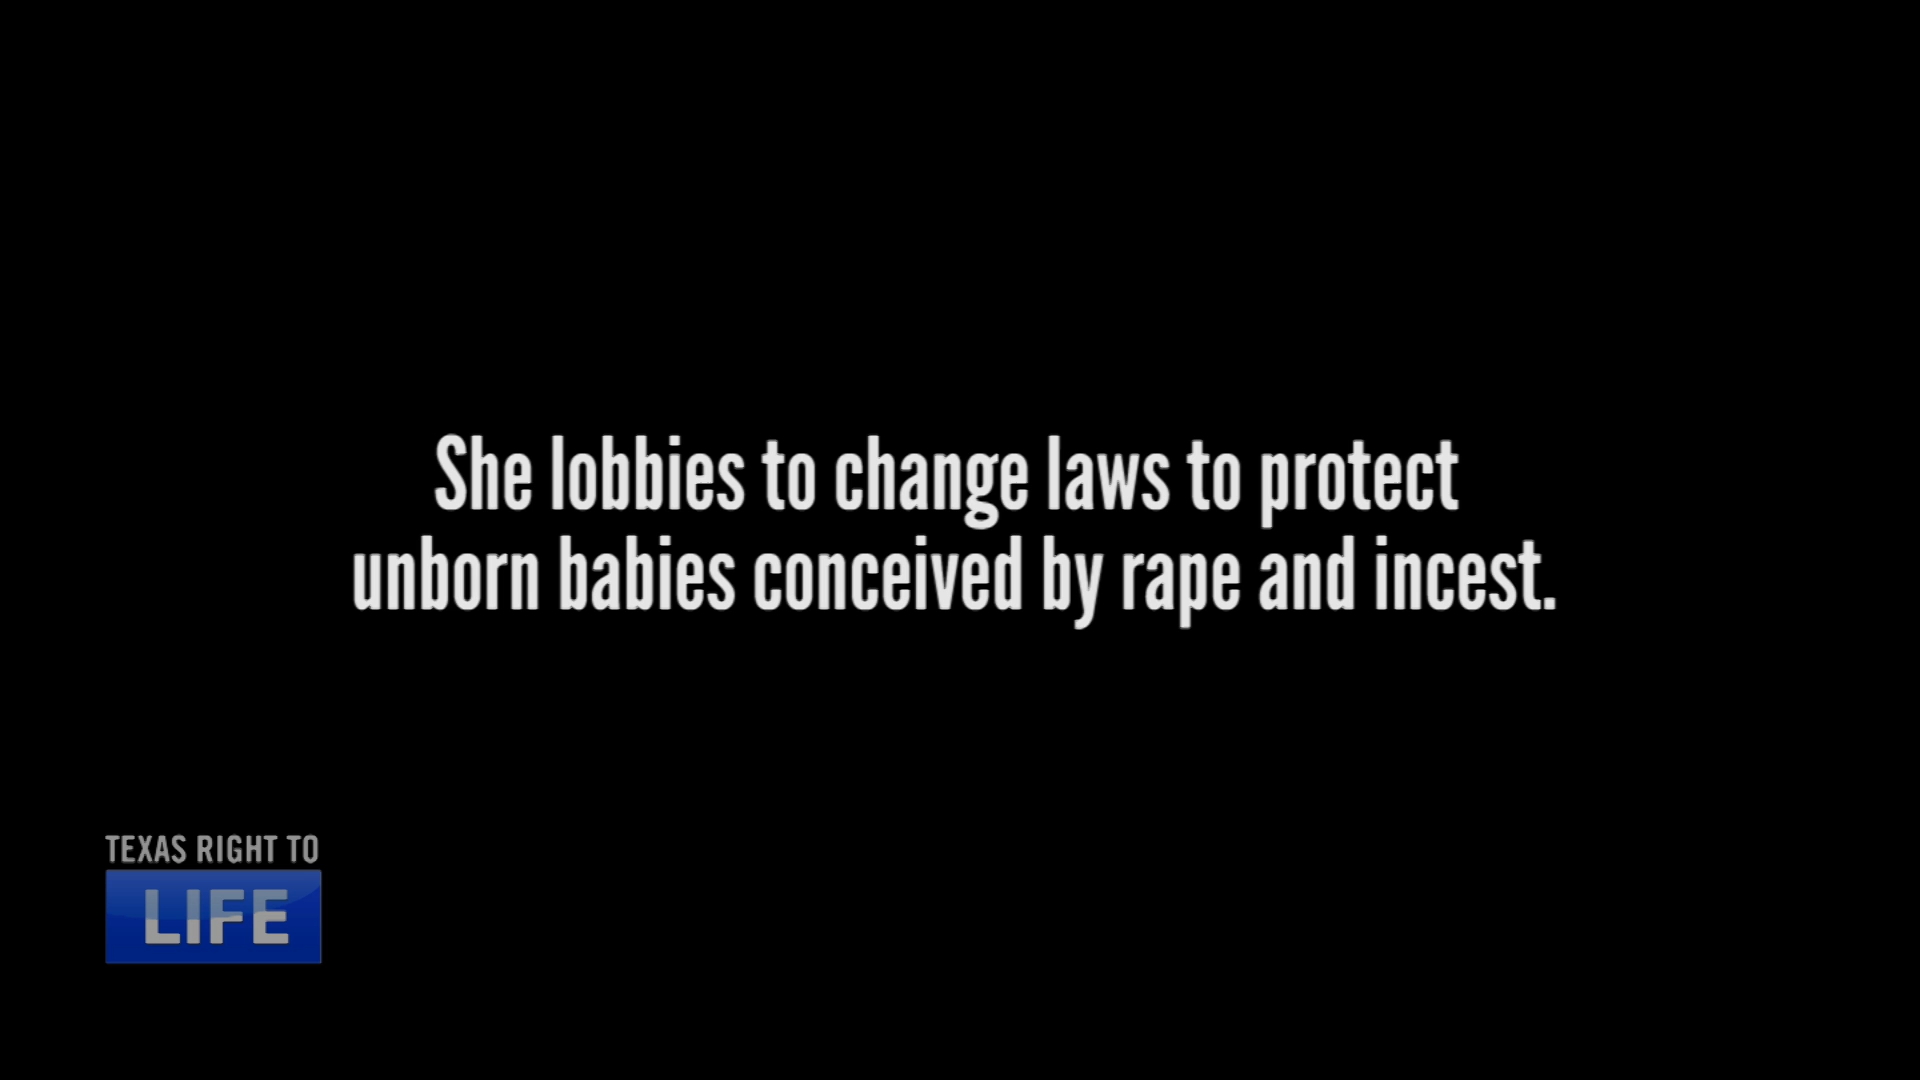 She lobbies to change laws to protect
unborn babies conceived by rape and incest.
TEXAS RIGHT TO
LIFE